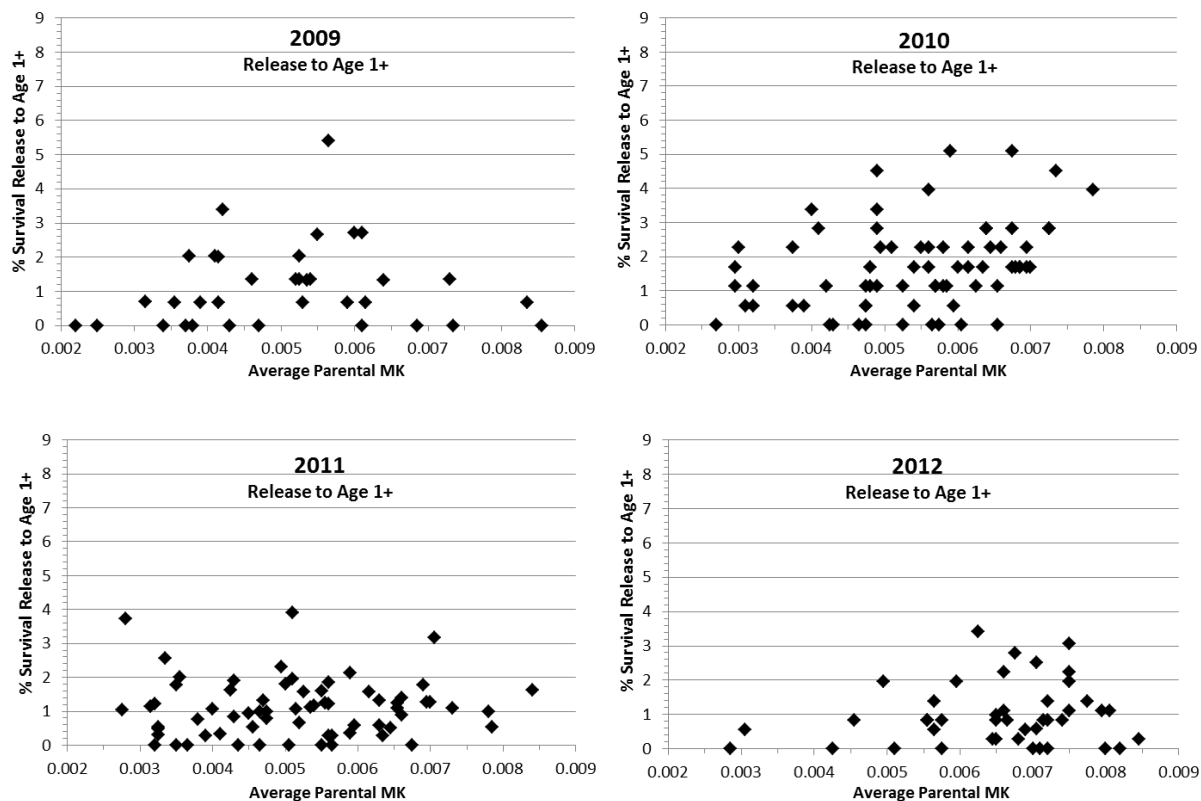 2009
Release to Age 1+
% Survival Release to Age 1+
9
8
7
6
5
4
3
2
1
0
0.002 0.003 0.004 0.005 0.006 0.007 0.008 0.009
Average Parental MK
2010
Release to Age 1+
% Survival Release to Age 1+
9
8
7
6
5
4
3
2
1
0
0.002 0.003 0.004 0.005 0.006 0.007 0.008 0.009
Average Parental MK
2011
Release to Age 1+
% Survival Release to Age 1+
9
8
7
6
5
4
3
2
1
0
0.002 0.003 0.004 0.005 0.006 0.007 0.008 0.009
Average Parental MK
2012
Release to Age 1+
% Survival Release to Age 1+
9
8
7
6
5
4
3
2
1
0
0.002 0.003 0.004 0.005 0.006 0.007 0.008 0.009
Average Parental MK